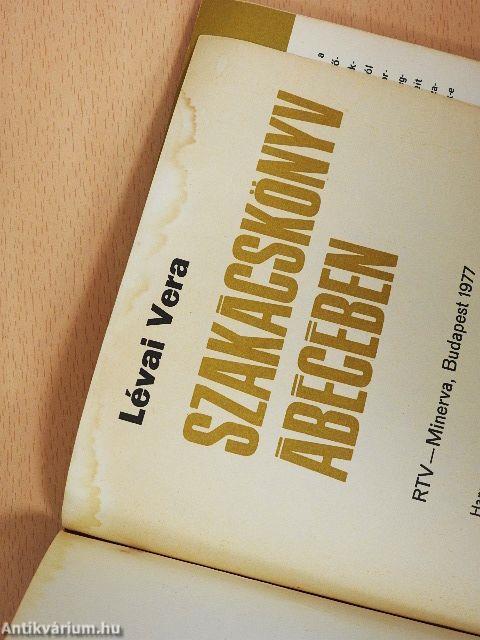 Lévai Vera
SZAKÁCSKÖNYV
ÁBÉCÉBEN
RTV—Minerva, Budapest 1977
Antikvárium.hu